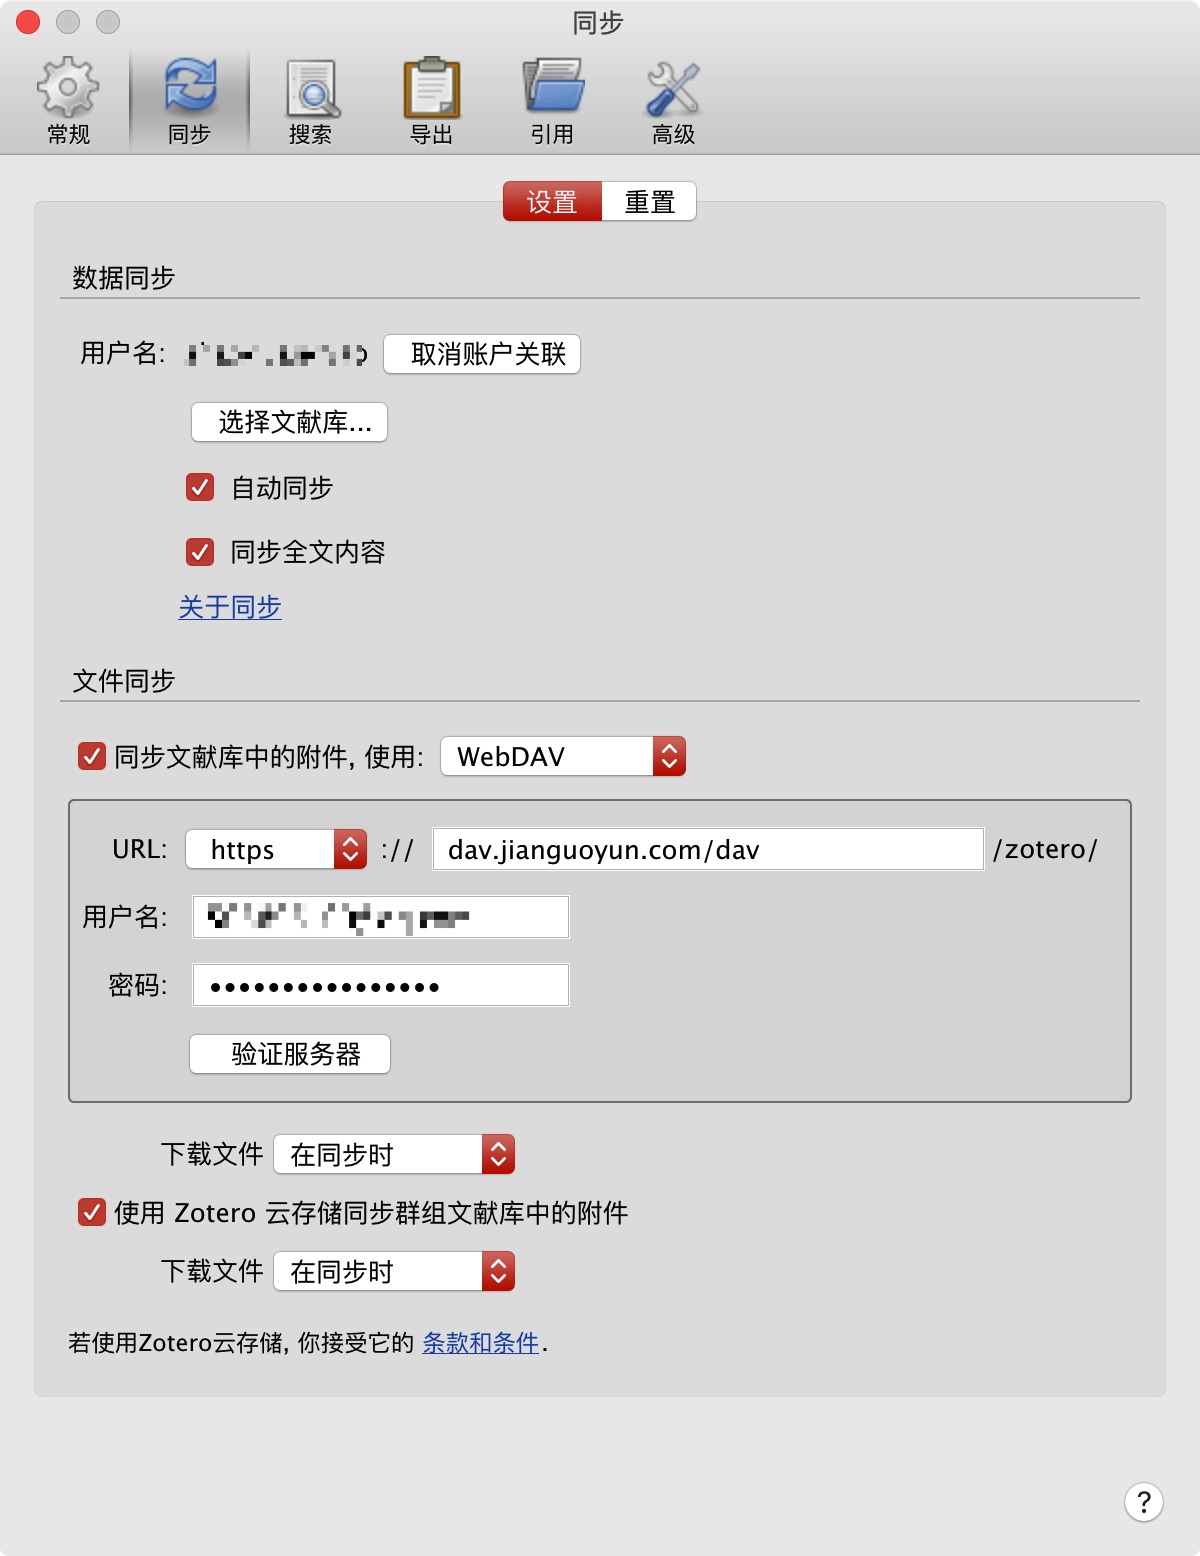 同步
常规 同步 搜索 导出 引用 高级
设置 重置
数据同步
用户名: 取消账户关联
选择文献库...
自动同步
同步全文内容
关于同步
文件同步
同步文献库中的附件, 使用: WebDAV
URL: https :// dav.jianguoyun.com/dav /zotero/
用户名:
密码: ••••••••••••••••
验证服务器
下载文件 在同步时
使用 Zotero 云存储同步群组文献库中的附件
下载文件 在同步时
若使用Zotero云存储, 你接受它的 条款和条件.
?